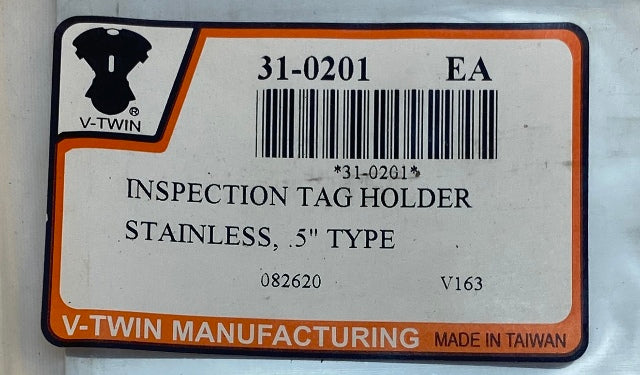 31-0201 EA
V-TWIN ®
*31-0201*
INSPECTION TAG HOLDER
STAINLESS, .5" TYPE
082620 V163
V-TWIN MANUFACTURING MADE IN TAIWAN